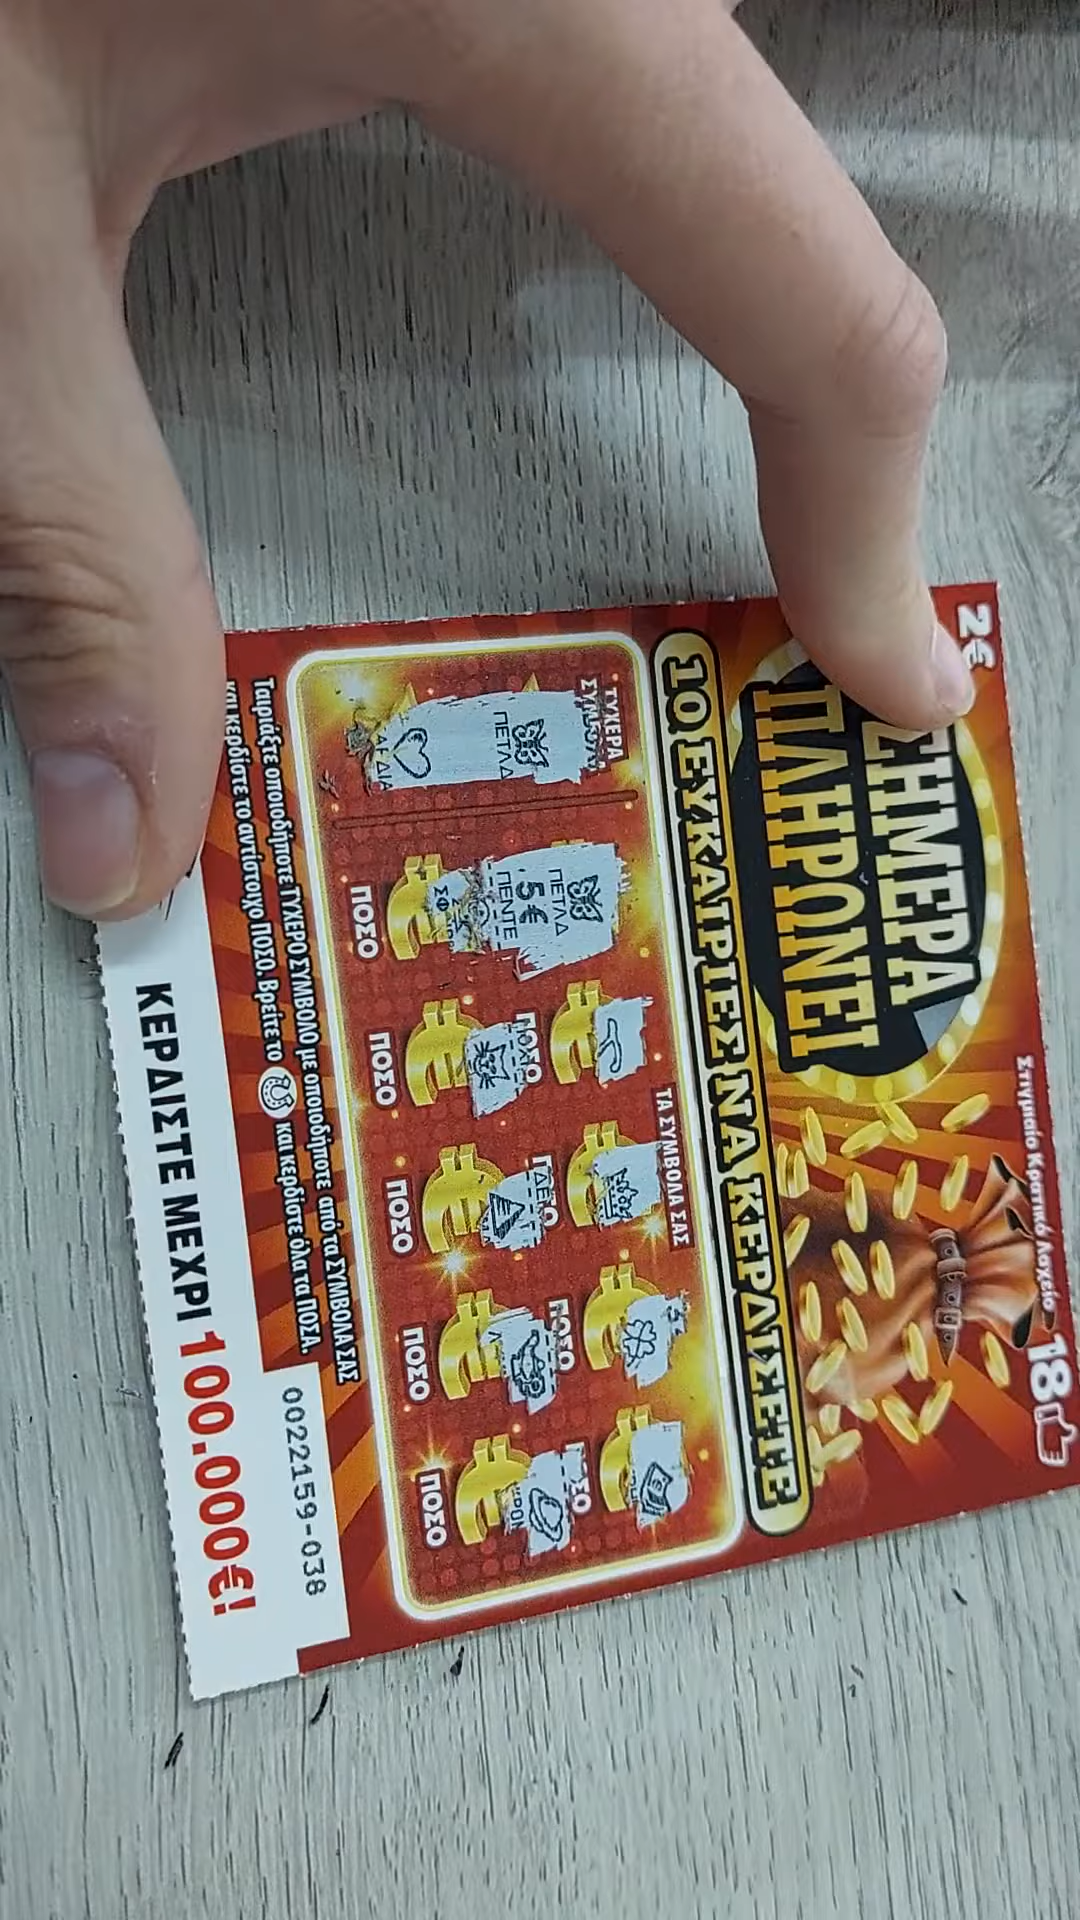 2€
Στιγμιαίο Κρατικό Λαχείο 18
ΣΗΜΕΡΑ
ΠΛΗΡΩΝΕΙ
10 ΕΥΚΑΙΡΙΕΣ ΝΑ ΚΕΡΔΙΣΕΤΕ
ΤΥΧΕΡΑ
ΤΑ ΣΥΜΒΟΛΑ ΣΑΣ
ΠΕΤΛΔ
ΠΕΤΛΔ
5€
ΠΕΝΤΕ
ΠΟΣΟ
ΠΟΣΟ
ΠΟΣΟ
ΠΟΣΟ
ΠΟΣΟ
ΠΟΣΟ
ΠΟΣΟ
Ταιριάξτε οποιοδήποτε ΤΥΧΕΡΟ ΣΥΜΒΟΛΟ με οποιοδήποτε από τα ΣΥΜΒΟΛΑ ΣΑΣ
και κερδίστε το αντίστοιχο ΠΟΣΟ. Βρείτε το και κερδίστε όλα τα ΠΟΣΑ.
0022159-038
ΚΕΡΔΙΣΤΕ ΜΕΧΡΙ 100.000€!